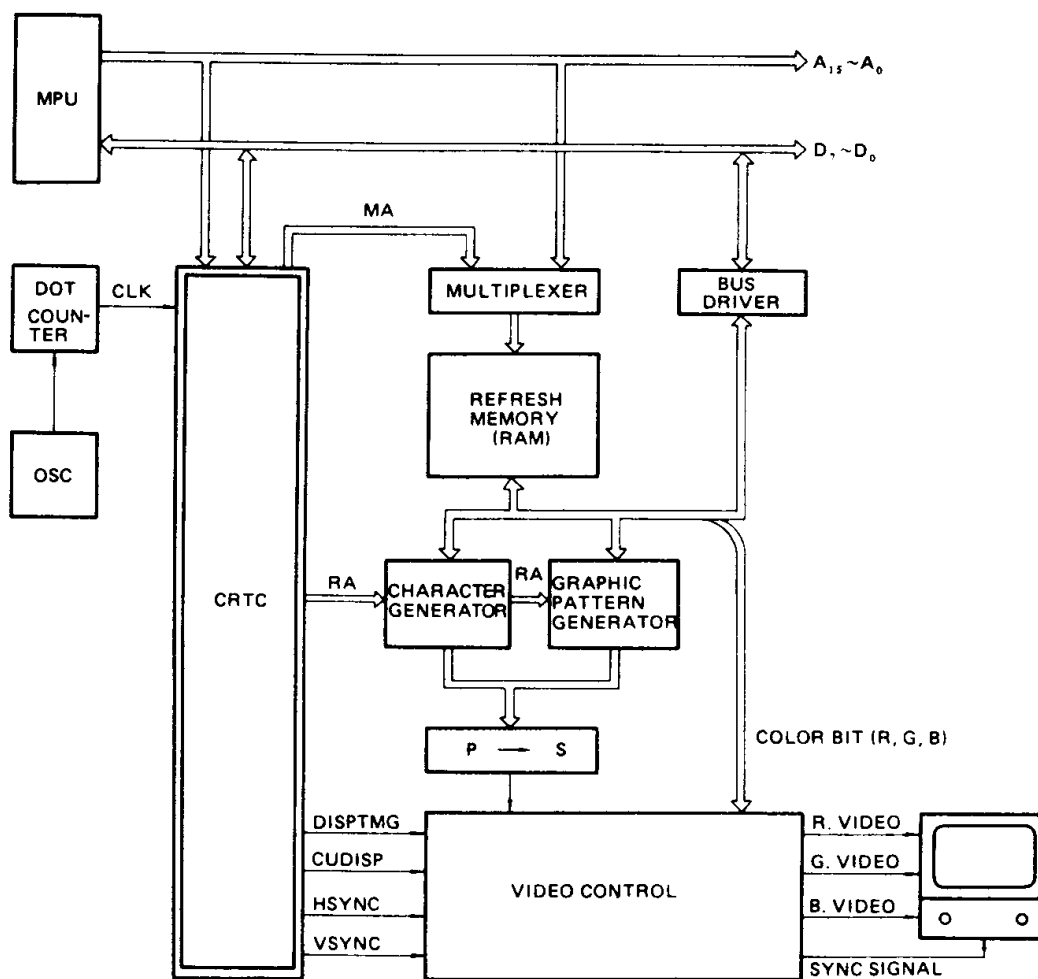 MPU
A₁₅~A₀
D₇~D₀
MA
DOT
COUN-
TER
CLK
MULTIPLEXER
BUS
DRIVER
REFRESH
MEMORY
(RAM)
OSC
CRTC
RA
CHARACTER
GENERATOR
RA
GRAPHIC
PATTERN
GENERATOR
P → S
COLOR BIT (R, G, B)
DISPTMG
CUDISP
HSYNC
VSYNC
VIDEO CONTROL
R. VIDEO
G. VIDEO
B. VIDEO
SYNC SIGNAL